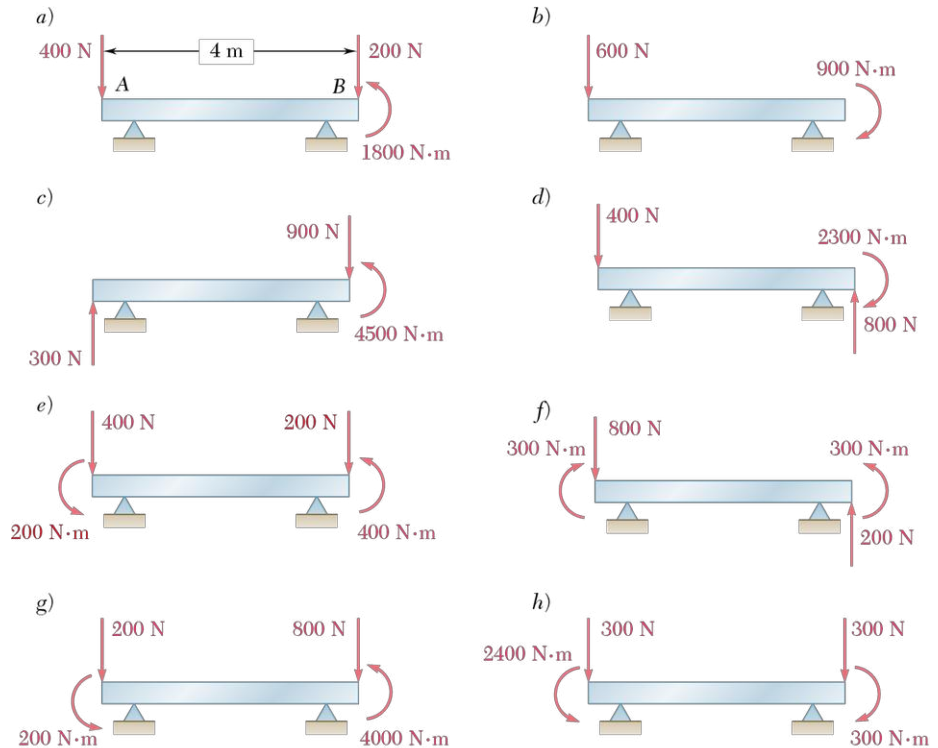 a)
400 N
4 m
200 N
A
B
1800 N·m
b)
600 N
900 N·m
c)
900 N
4500 N·m
300 N
d)
400 N
2300 N·m
800 N
e)
400 N
200 N
200 N·m
400 N·m
f)
800 N
300 N·m
300 N·m
200 N
g)
200 N
800 N
200 N·m
4000 N·m
h)
300 N
300 N
2400 N·m
300 N·m